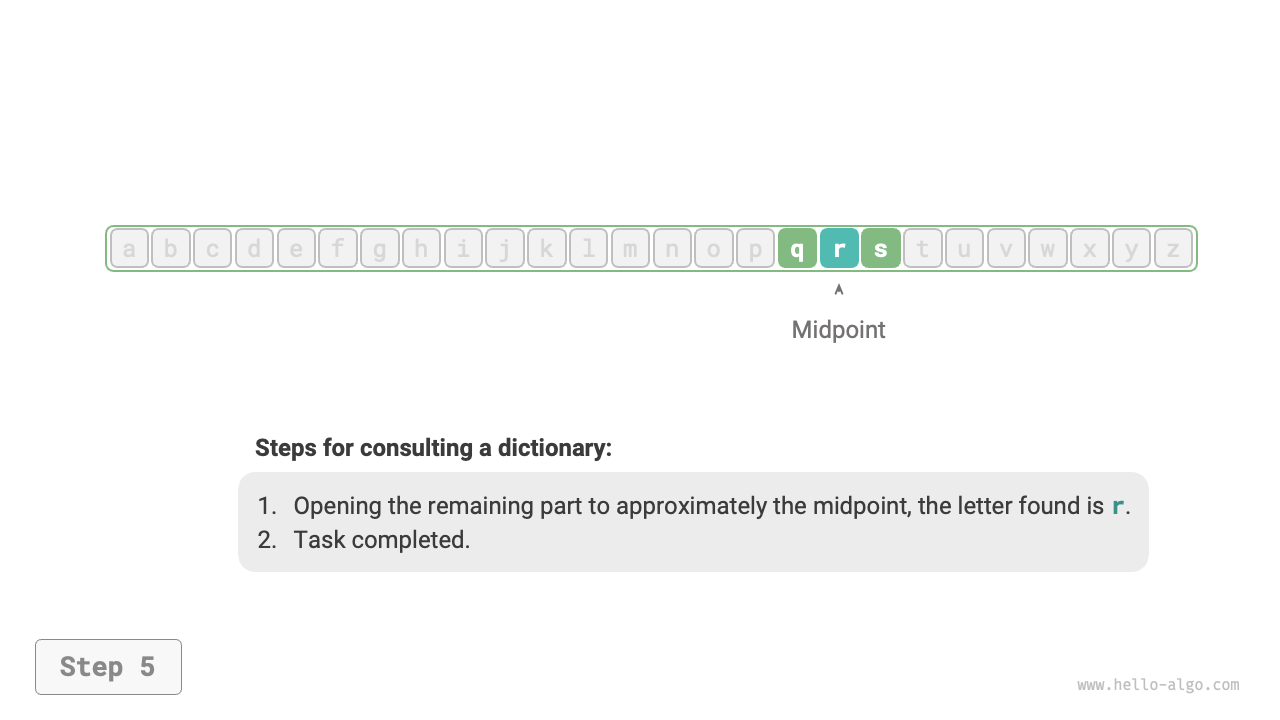 a b c d e f g h i j k l m n o p q r s t u v w x y z
Midpoint
Steps for consulting a dictionary:
1. Opening the remaining part to approximately the midpoint, the letter found is r.
2. Task completed.
Step 5
www.hello-algo.com